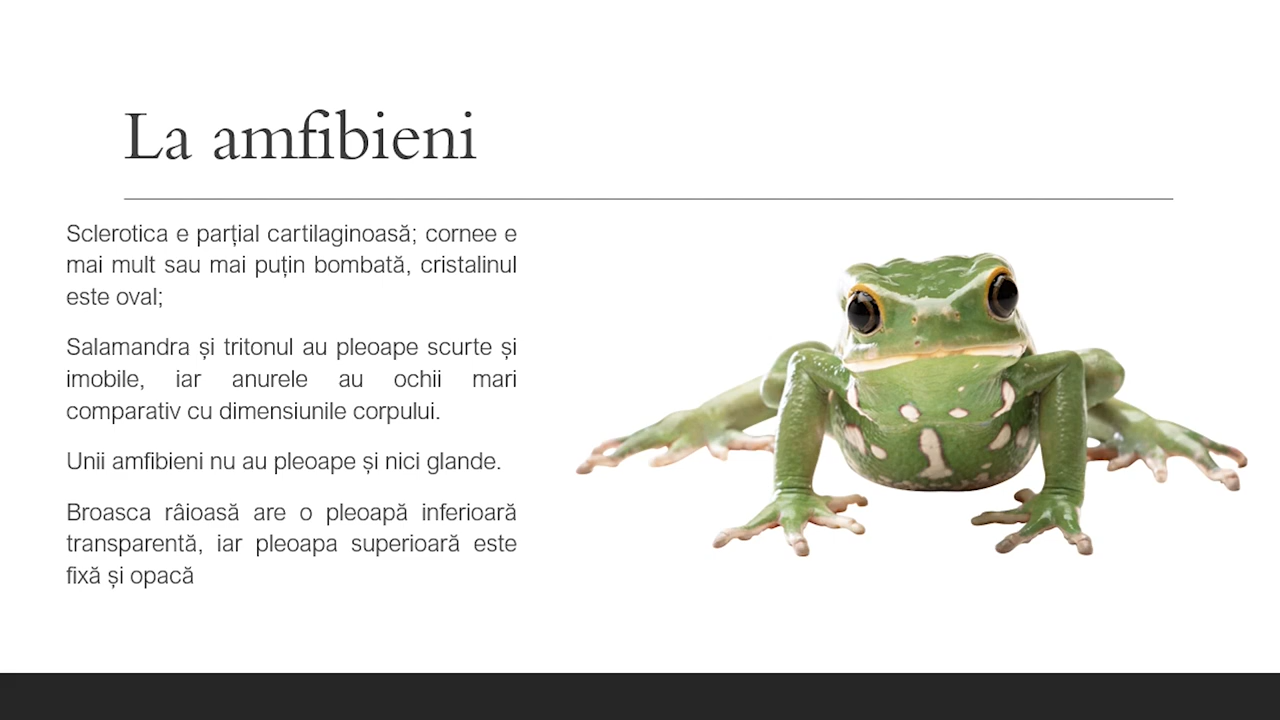 La amfibieni
Sclerotica e parțial cartilaginoasă; cornee e
mai mult sau mai puțin bombată, cristalinul
este oval;
Salamandra și tritonul au pleoape scurte și
imobile, iar anurele au ochii mari
comparativ cu dimensiunile corpului.
Unii amfibieni nu au pleoape și nici glande.
Broasca râioasă are o pleoapă inferioară
transparentă, iar pleoapa superioară este
fixă și opacă